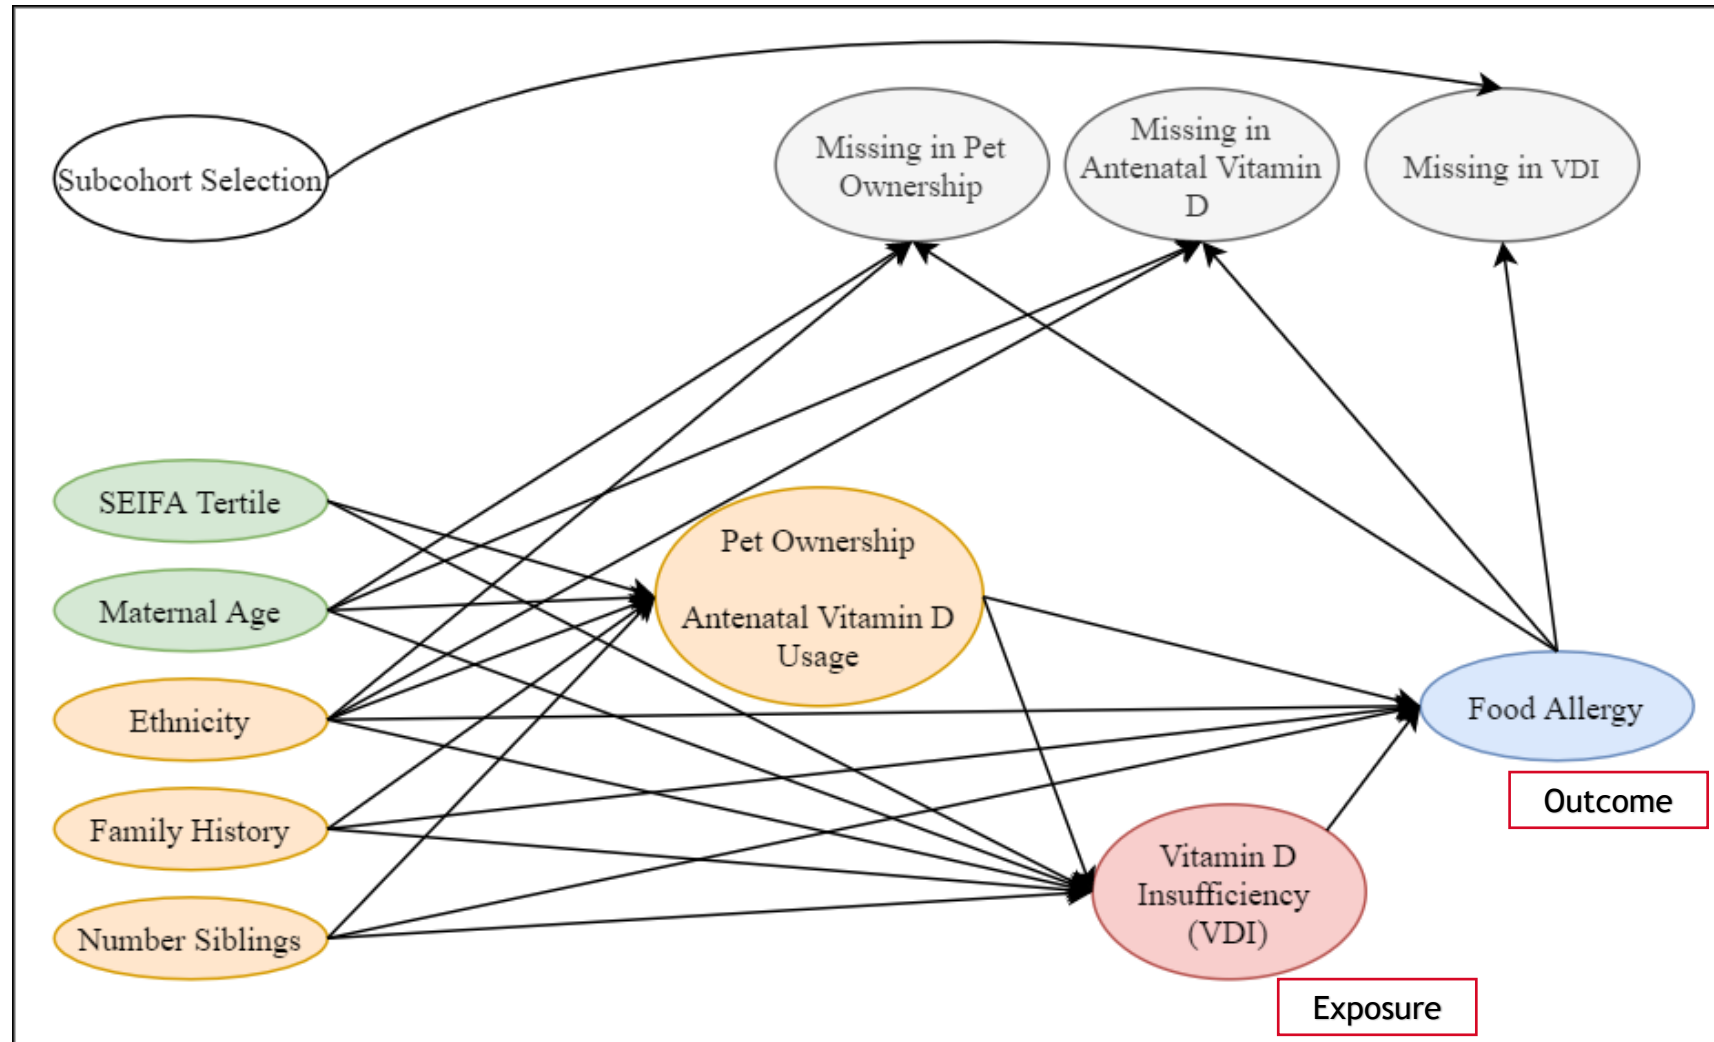 Subcohort Selection
Missing in Pet
Ownership
Missing in
Antenatal Vitamin
D
Missing in VDI
SEIFA Tertile
Maternal Age
Ethnicity
Family History
Number Siblings
Pet Ownership
Antenatal Vitamin D
Usage
Food Allergy
Outcome
Vitamin D
Insufficiency
(VDI)
Exposure